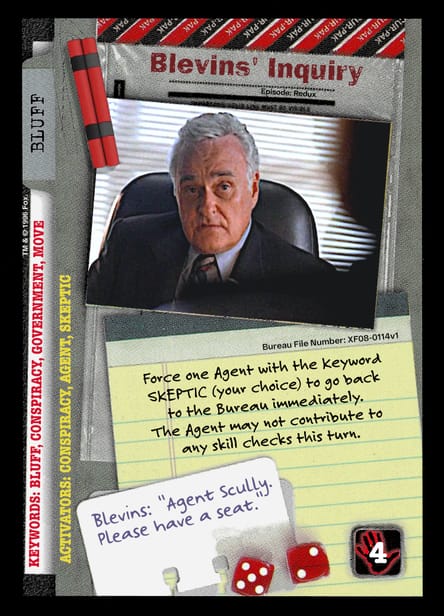 Blevins' Inquiry
Episode: Redux
BLUFF
TM & © 1996 Fox.
KEYWORDS: BLUFF, CONSPIRACY, GOVERNMENT, MOVE
ACTIVATORS: CONSPIRACY, AGENT, SKEPTIC
Bureau File Number: XF08-0114v1
Force one Agent with the Keyword
SKEPTIC (your choice) to go back
to the Bureau immediately.
The Agent may not contribute to
any skill checks this turn.
Blevins: "Agent Scully.
Please have a seat.".
4